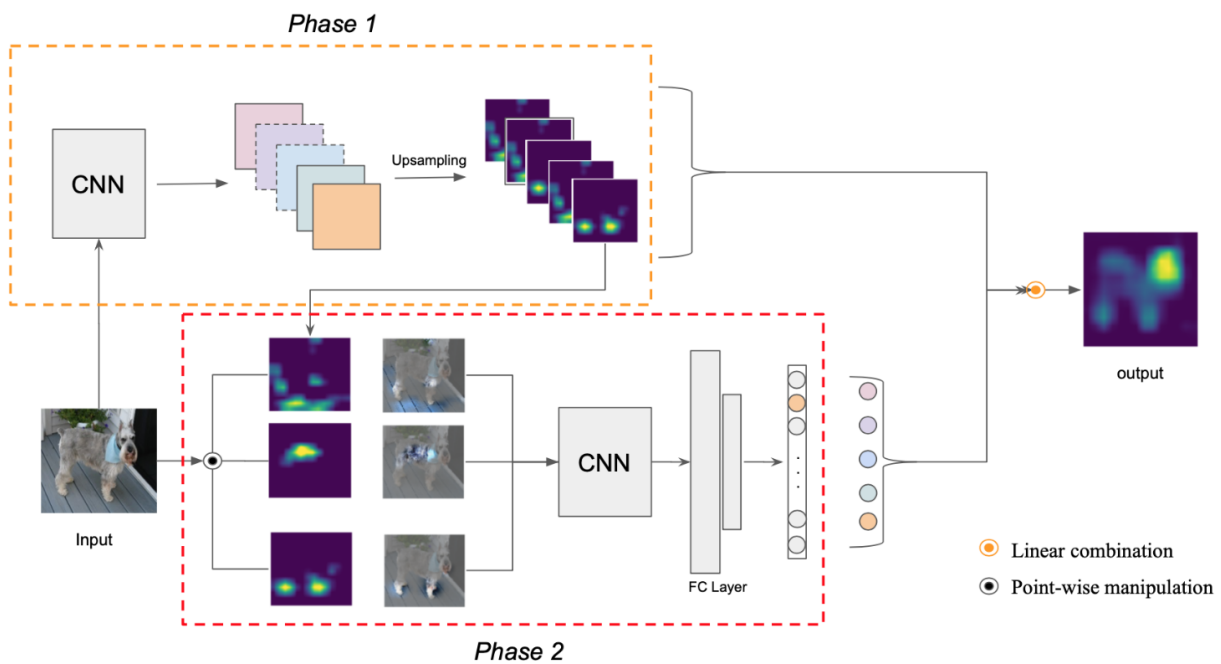 Phase 1
CNN
Upsampling
output
Input
CNN
FC Layer
Linear combination
Point-wise manipulation
Phase 2